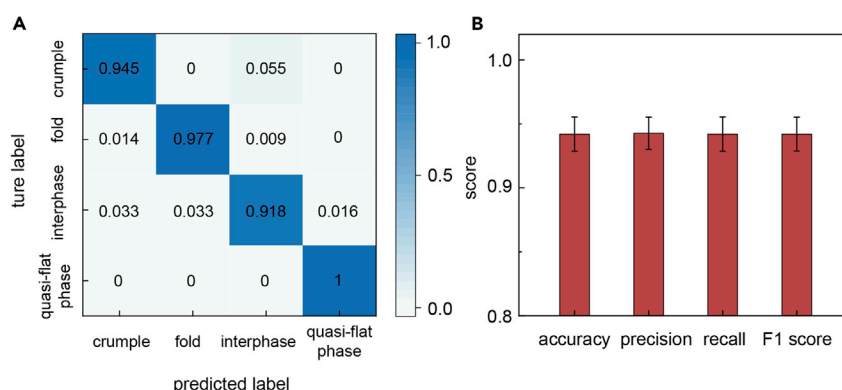 A
crumple
0.945 0 0.055 0
fold
0.014 0.977 0.009 0
interphase
0.033 0.033 0.918 0.016
quasi-flat
phase
0 0 0 1
ture label
crumple fold interphase quasi-flat
phase
predicted label
1.0
0.5
0.0
B
score
1.0
0.9
0.8
accuracy precision recall F1 score